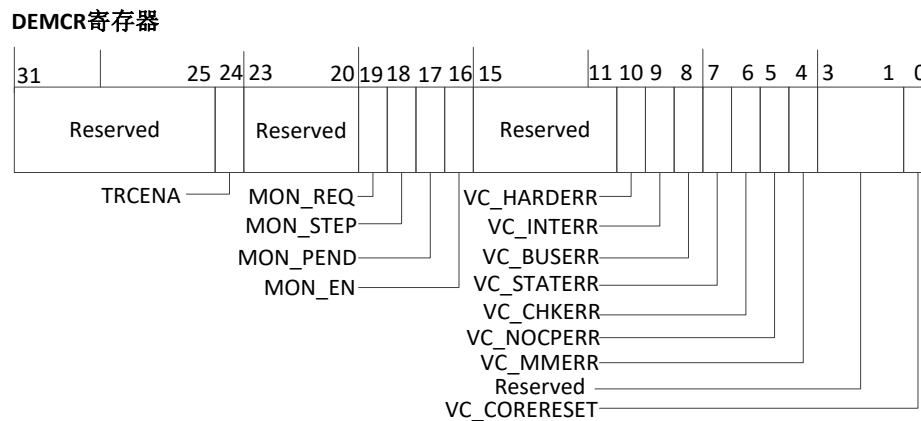 DEMCR寄存器
31 25 24 23 20 19 18 17 16 15 11 10 9 8 7 6 5 4 3 1 0
Reserved Reserved Reserved
TRCENA MON_REQ VC_HARDERR
MON_STEP VC_INTERR
MON_PEND VC_BUSERR
MON_EN VC_STATERR
VC_CHKERR
VC_NOCPERR
VC_MMERR
Reserved
VC_CORERESET